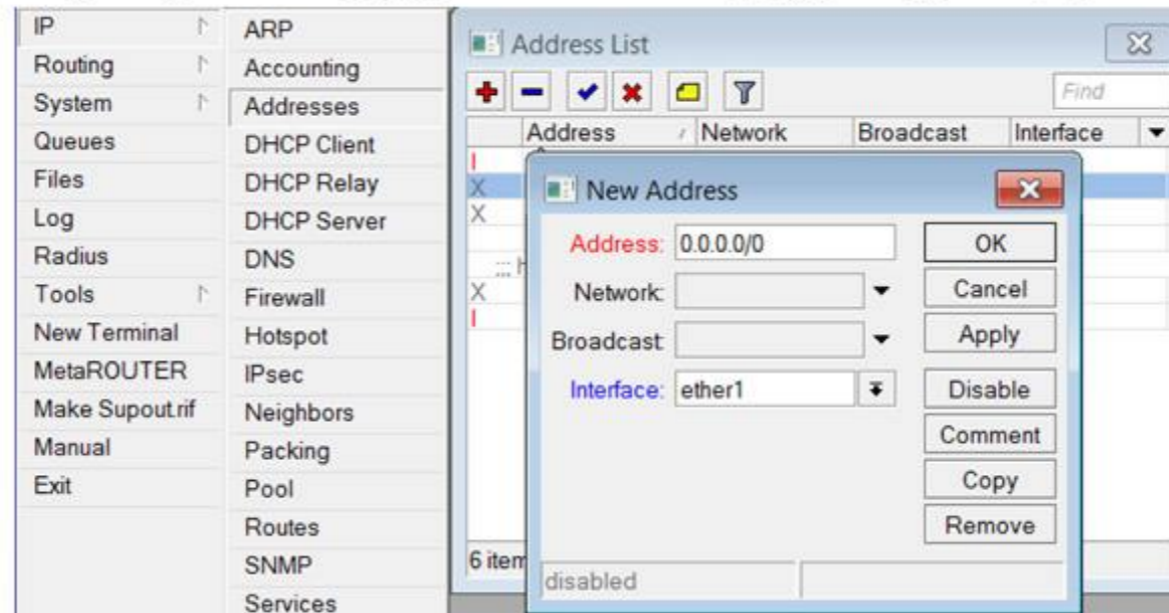 IP
Routing
System
Queues
Files
Log
Radius
Tools
New Terminal
MetaROUTER
Make Supout.rif
Manual
Exit
ARP
Accounting
Addresses
DHCP Client
DHCP Relay
DHCP Server
DNS
Firewall
Hotspot
IPsec
Neighbors
Packing
Pool
Routes
SNMP
Services
Address List
Find
Address Network Broadcast Interface
I
X
X
::: H
X
I
6 item
New Address
Address: 0.0.0.0/0
Network:
Broadcast:
Interface: ether1
OK
Cancel
Apply
Disable
Comment
Copy
Remove
disabled